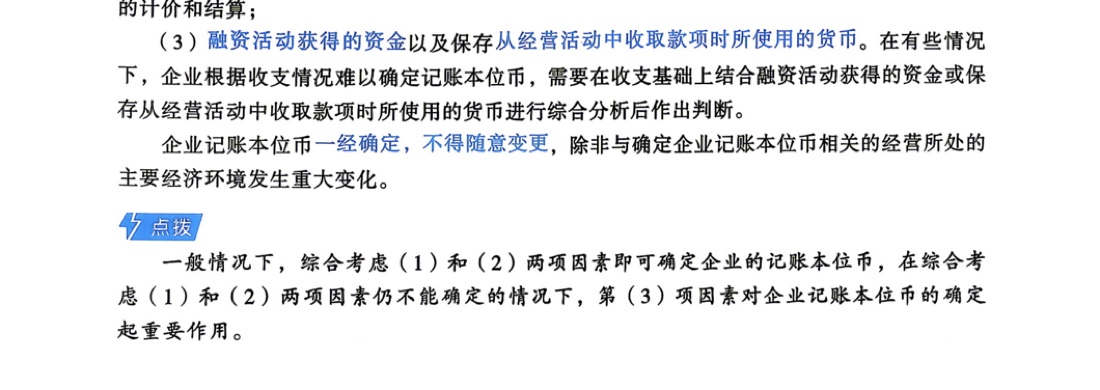 的计价和结算；
（3）融资活动获得的资金以及保存从经营活动中收取款项时所使用的货币。在有些情况
下，企业根据收支情况难以确定记账本位币，需要在收支基础上结合融资活动获得的资金或保
存从经营活动中收取款项时所使用的货币进行综合分析后作出判断。
企业记账本位币一经确定，不得随意变更，除非与确定企业记账本位币相关的经营所处的
主要经济环境发生重大变化。
点拨
一般情况下，综合考虑（1）和（2）两项因素即可确定企业的记账本位币，在综合考
虑（1）和（2）两项因素仍不能确定的情况下，第（3）项因素对企业记账本位币的确定
起重要作用。